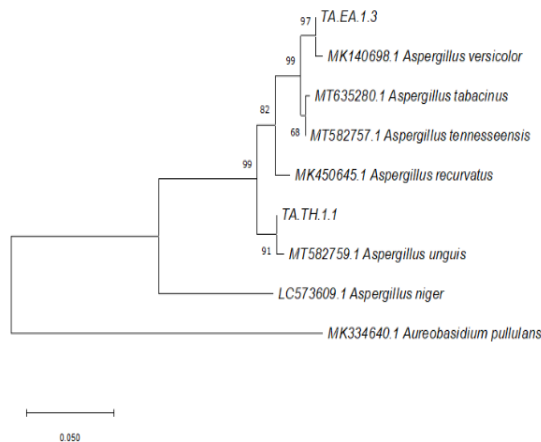 TA.EA.1.3
97
MK140698.1 Aspergillus versicolor
99
MT635280.1 Aspergillus tabacinus
82
68
MT582757.1 Aspergillus tennesseensis
99
MK450645.1 Aspergillus recurvatus
TA.TH.1.1
91
MT582759.1 Aspergillus unguis
LC573609.1 Aspergillus niger
MK334640.1 Aureobasidium pullulans
0.050